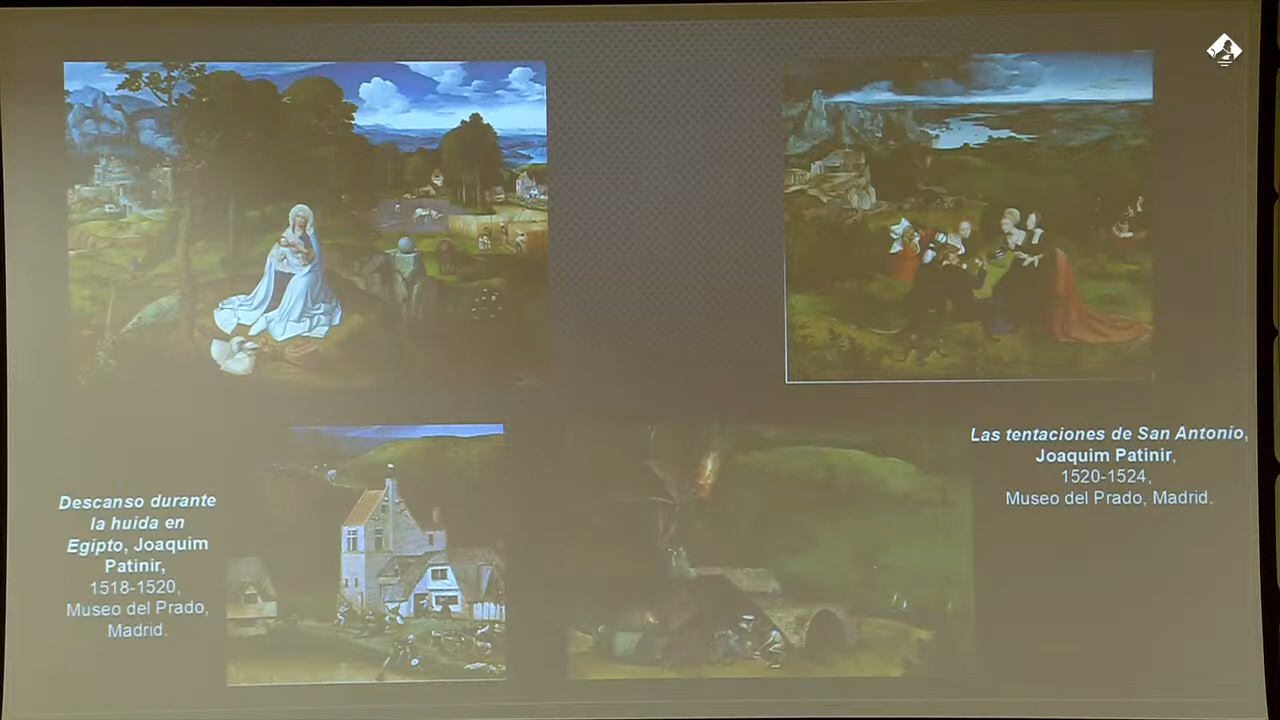 Descanso durante
la huida en
Egipto, Joaquim
Patinir,
1518-1520,
Museo del Prado,
Madrid.
Las tentaciones de San Antonio,
Joaquim Patinir,
1520-1524,
Museo del Prado, Madrid.